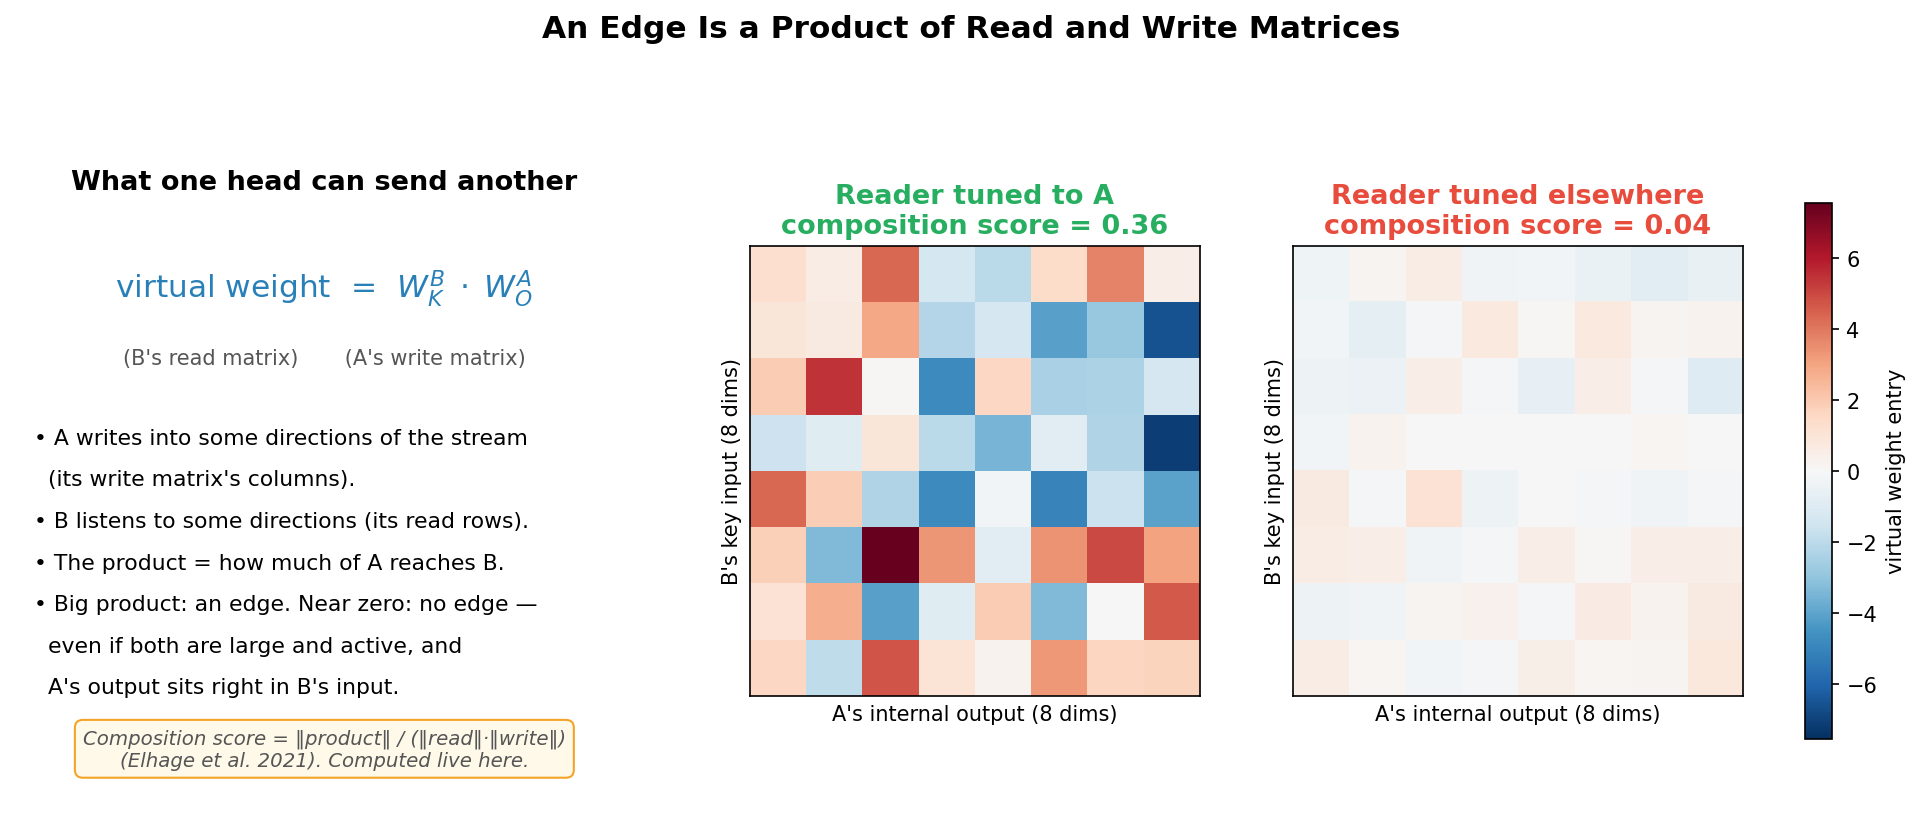 An Edge Is a Product of Read and Write Matrices
What one head can send another
virtual weight = W_K^B · W_O^A
(B's read matrix) (A's write matrix)
• A writes into some directions of the stream
(its write matrix's columns).
• B listens to some directions (its read rows).
• The product = how much of A reaches B.
• Big product: an edge. Near zero: no edge —
even if both are large and active, and
A's output sits right in B's input.
Composition score = ‖product‖ / (‖read‖·‖write‖)
(Elhage et al. 2021). Computed live here.
Reader tuned to A
composition score = 0.36
B's key input (8 dims)
A's internal output (8 dims)
Reader tuned elsewhere
composition score = 0.04
B's key input (8 dims)
A's internal output (8 dims)
6
4
2
0
−2
−4
−6
virtual weight entry